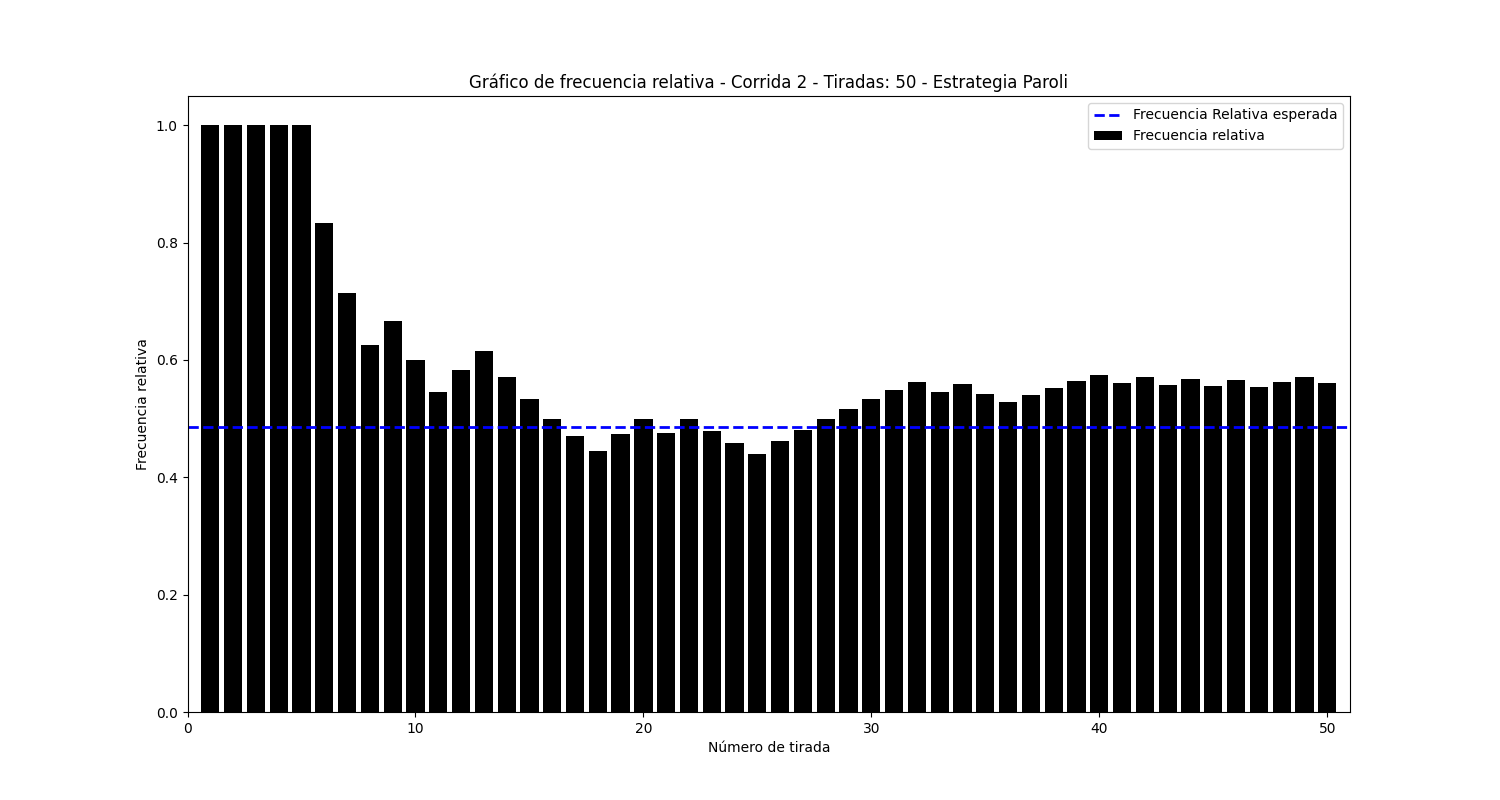 Gráfico de frecuencia relativa - Corrida 2 - Tiradas: 50 - Estrategia Paroli
Frecuencia Relativa esperada
Frecuencia relativa
Frecuencia relativa
1.0
0.8
0.6
0.4
0.2
0.0
0 10 20 30 40 50
Número de tirada